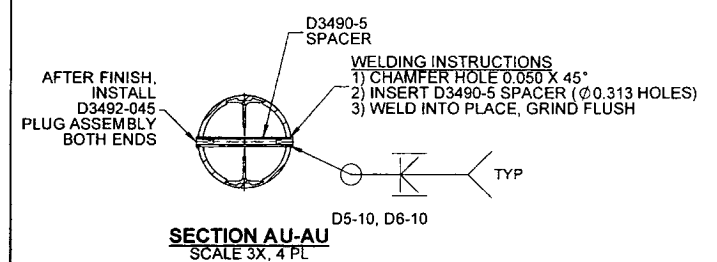 D3490-5
SPACER
WELDING INSTRUCTIONS
1) CHAMFER HOLE 0.050 X 45°
2) INSERT D3490-5 SPACER (∅0.313 HOLES)
3) WELD INTO PLACE, GRIND FLUSH
AFTER FINISH,
INSTALL
D3492-045
PLUG ASSEMBLY
BOTH ENDS
TYP
D5-10, D6-10
SECTION AU-AU
SCALE 3X, 4 PL